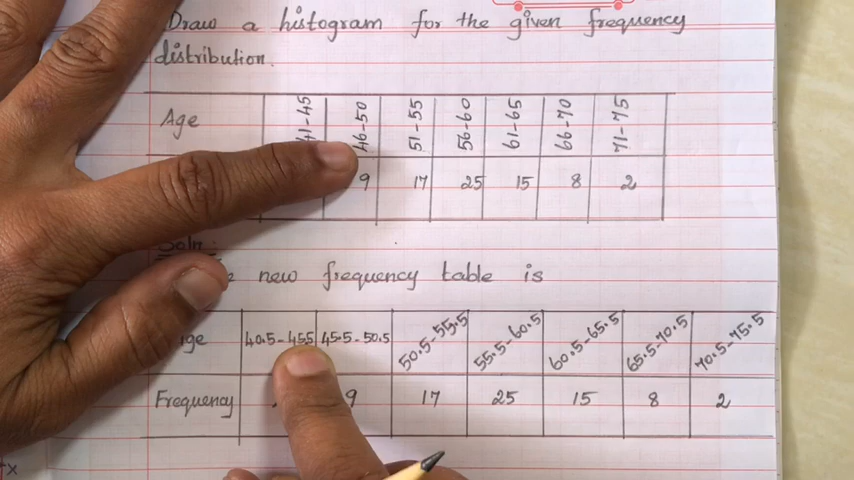 Draw a histogram for the given frequency
distribution.
Age 41-45 46-50 51-55 56-60 61-65 66-70 71-75
9 17 25 15 8 2
Soln:
new frequency table is
40.5-455 45.5-50.5 50.5-55.5 55.5-60.5 60.5-65.5 65.5-70.5 70.5-75.5
Frequency 9 17 25 15 8 2
x